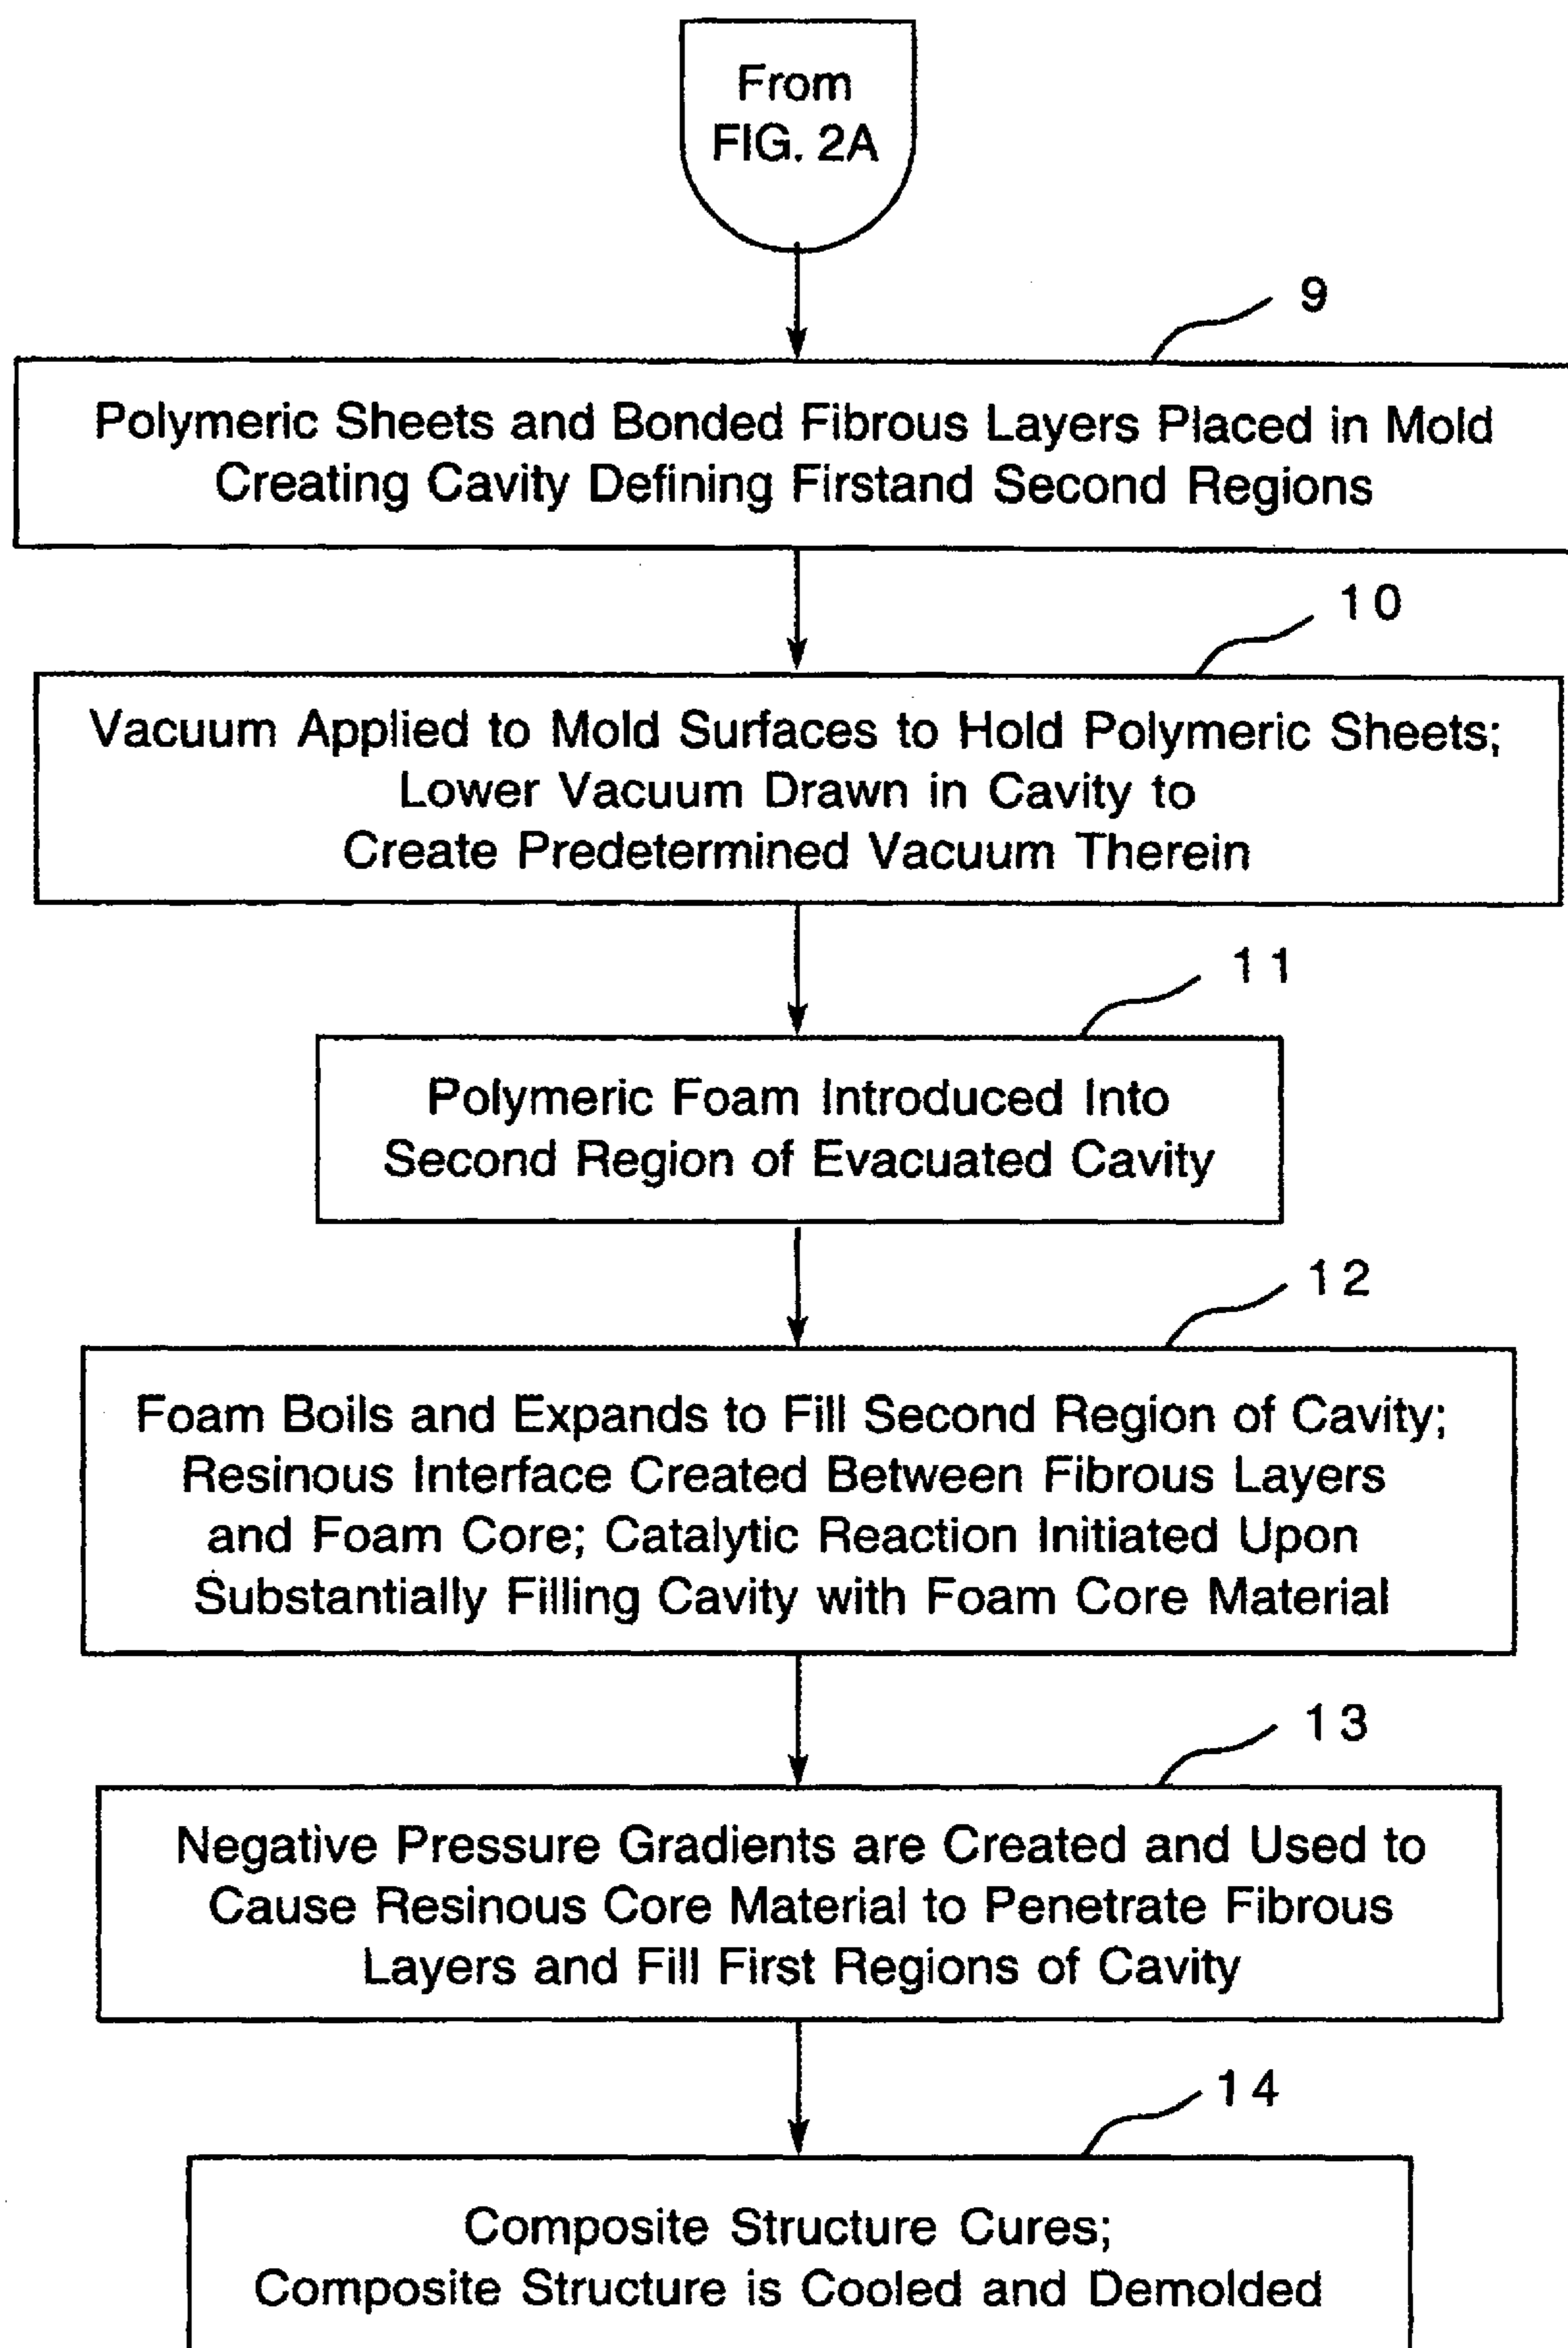 From
FIG. 2A
9
Polymeric Sheets and Bonded Fibrous Layers Placed in Mold
Creating Cavity Defining Firstand Second Regions
10
Vacuum Applied to Mold Surfaces to Hold Polymeric Sheets;
Lower Vacuum Drawn in Cavity to
Create Predetermined Vacuum Therein
11
Polymeric Foam Introduced Into
Second Region of Evacuated Cavity
12
Foam Boils and Expands to Fill Second Region of Cavity;
Resinous Interface Created Between Fibrous Layers
and Foam Core; Catalytic Reaction Initiated Upon
Substantially Filling Cavity with Foam Core Material
13
Negative Pressure Gradients are Created and Used to
Cause Resinous Core Material to Penetrate Fibrous
Layers and Fill First Regions of Cavity
14
Composite Structure Cures;
Composite Structure is Cooled and Demolded